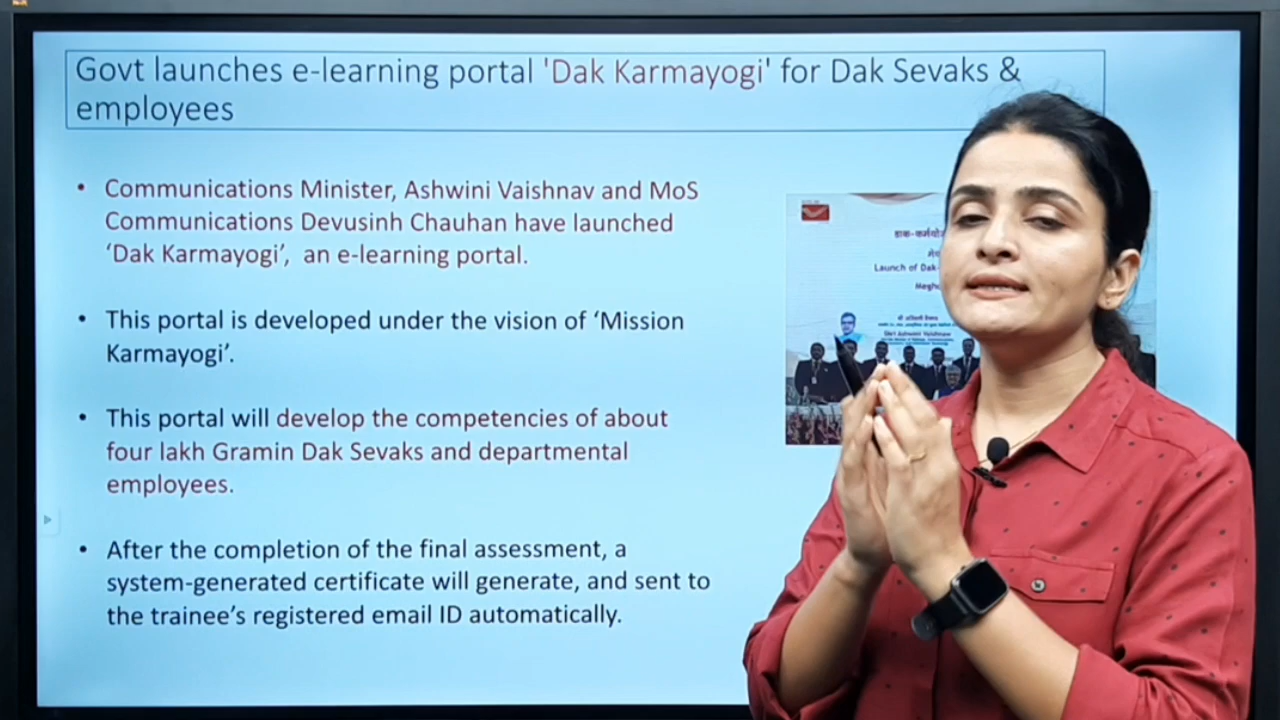 Govt launches e-learning portal 'Dak Karmayogi' for Dak Sevaks &
employees
• Communications Minister, Ashwini Vaishnav and MoS
Communications Devusinh Chauhan have launched
‘Dak Karmayogi’, an e-learning portal.
• This portal is developed under the vision of ‘Mission
Karmayogi’.
• This portal will develop the competencies of about
four lakh Gramin Dak Sevaks and departmental
employees.
• After the completion of the final assessment, a
system-generated certificate will generate, and sent to
the trainee’s registered email ID automatically.
Launch of Dak-
Shri Ashwini Vaishnaw